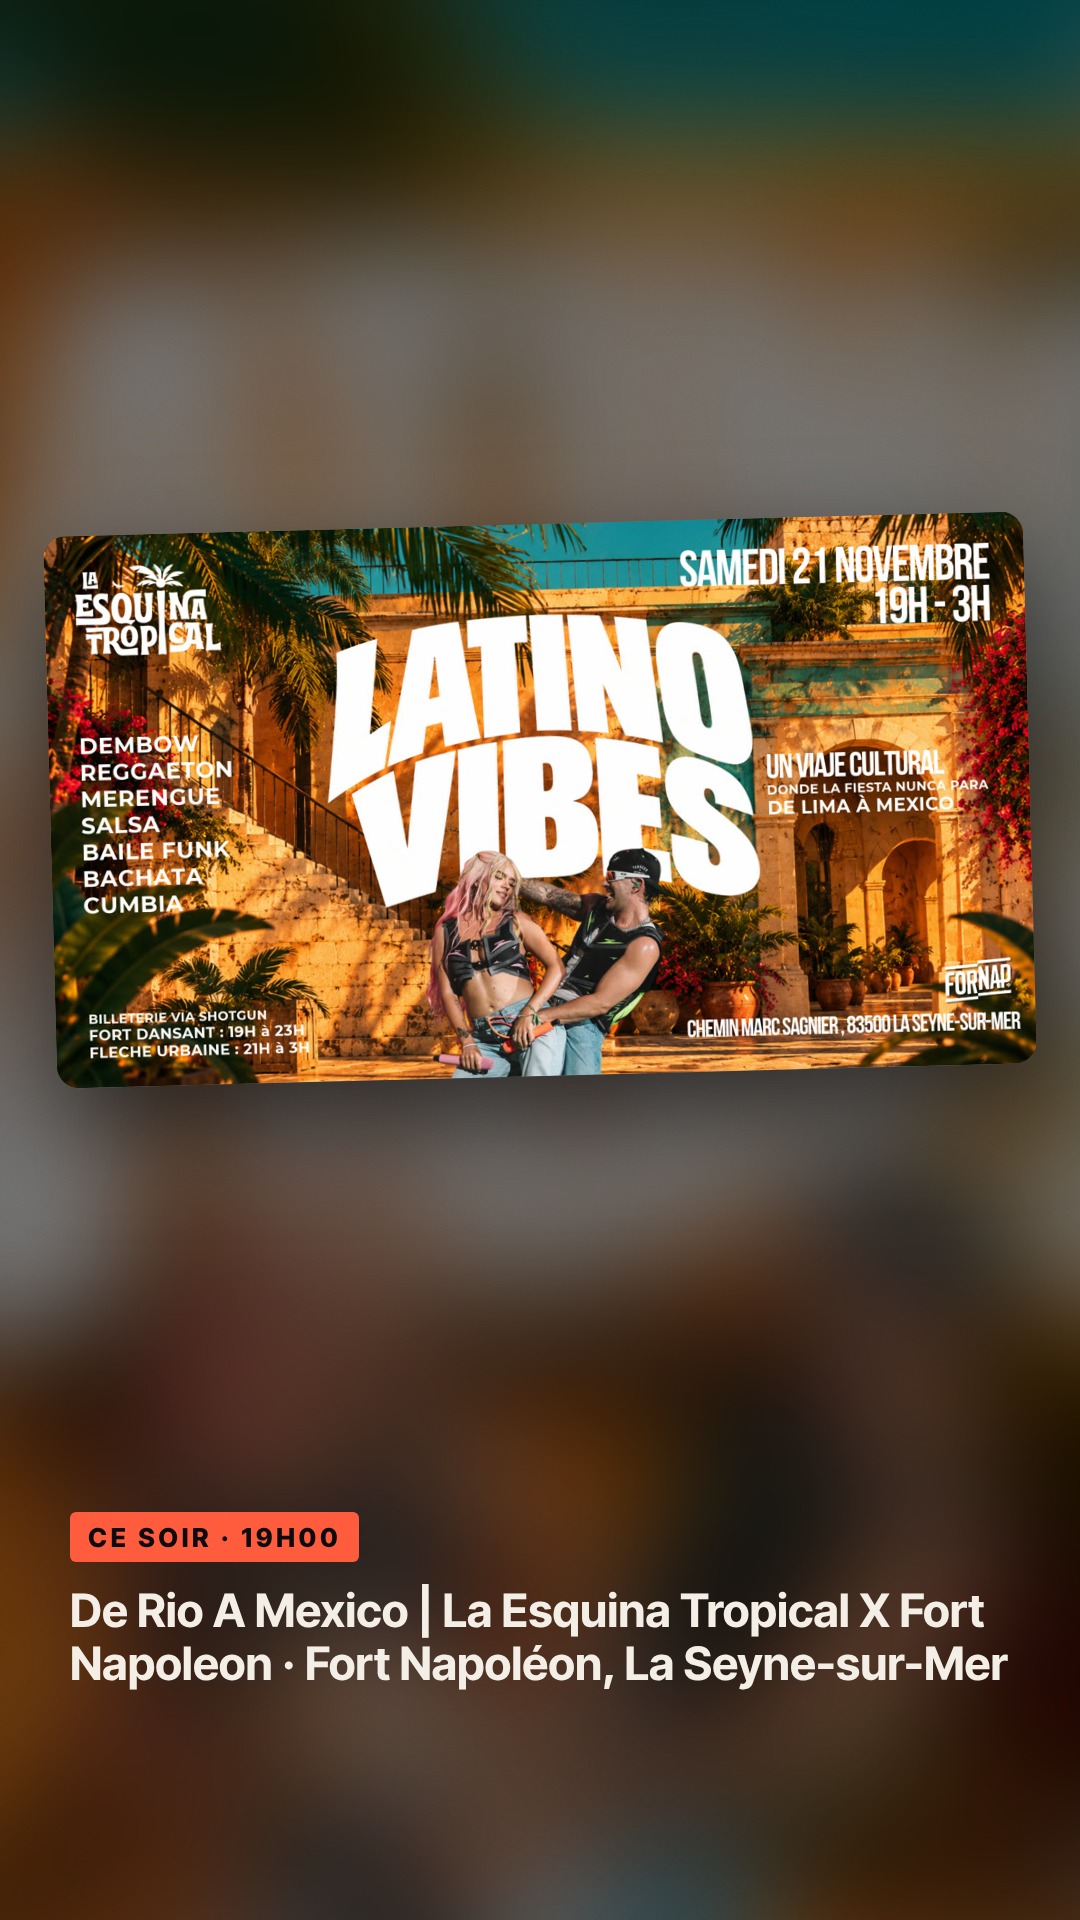 LA
ESQUINA
TROPICAL
SAMEDI 21 NOVEMBRE
19H - 3H
LATINO
VIBES
DEMBOW
REGGAETON
MERENGUE
SALSA
BAILE FUNK
BACHATA
CUMBIA
UN VIAJE CULTURAL
DONDE LA FIESTA NUNCA PARA
DE LIMA À MEXICO
BILLETERIE VIA SHOTGUN
FORT DANSANT : 19H à 23H
FLECHE URBAINE : 21H à 3H
FORNAP
CHEMIN MARC SAGNIER , 83500 LA SEYNE-SUR-MER
CE SOIR · 19H00
De Rio A Mexico | La Esquina Tropical X Fort
Napoleon · Fort Napoléon, La Seyne-sur-Mer